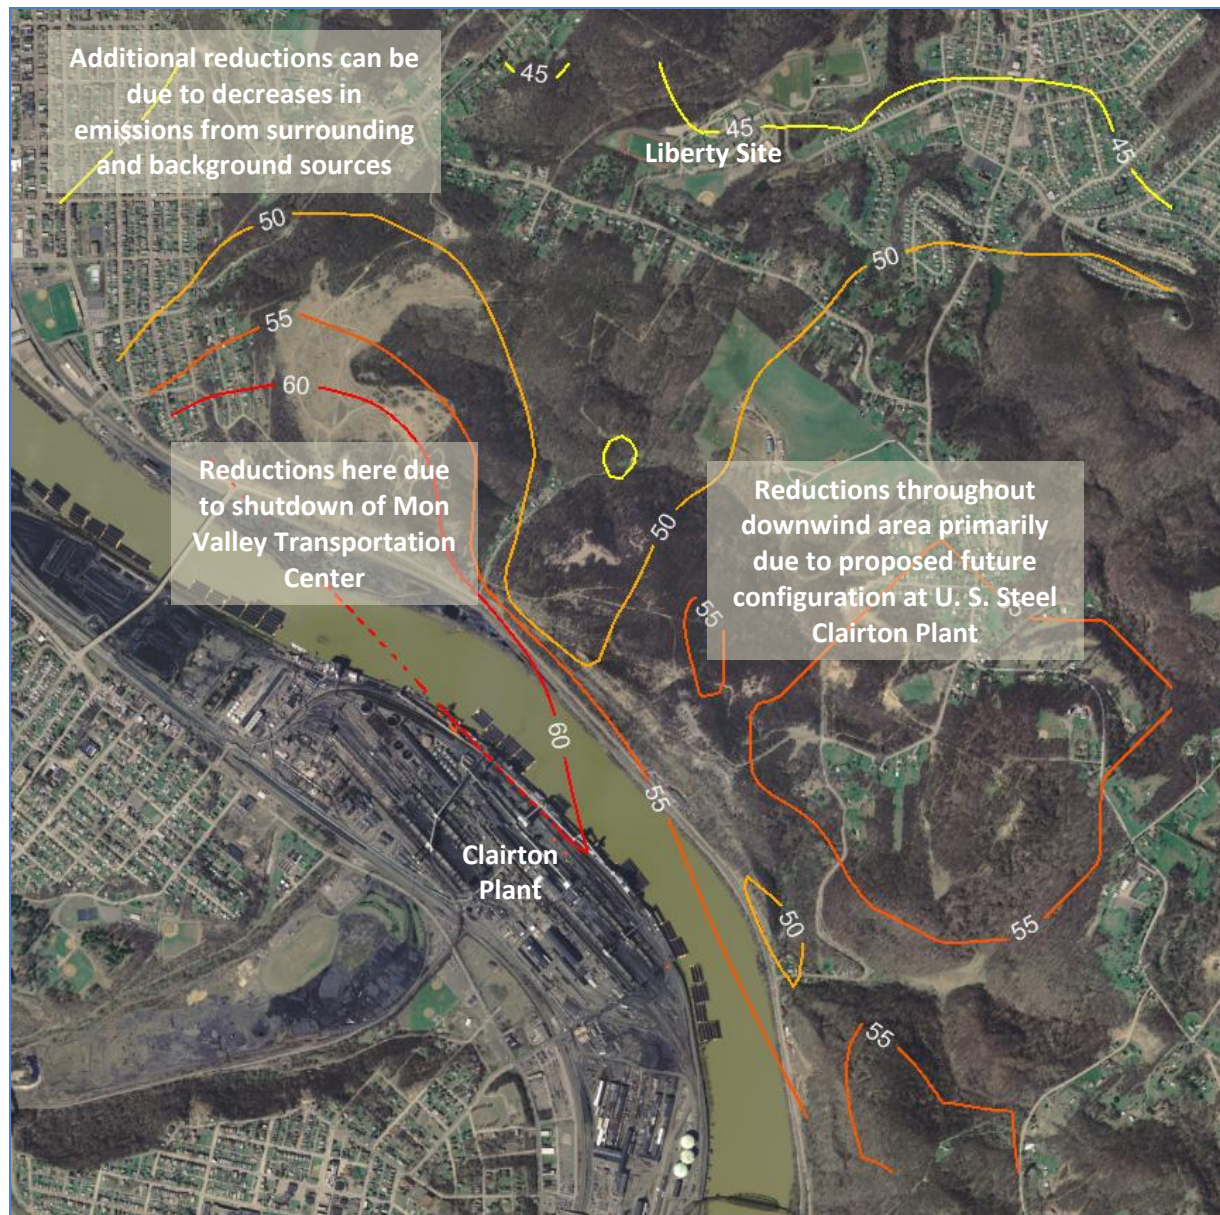 Additional reductions can be
due to decreases in
emissions from surrounding
and background sources
45
45
Liberty Site
45
50
50
55
60
Reductions here due
to shutdown of Mon
Valley Transportation
Center
50
Reductions throughout
downwind area primarily
due to proposed future
configuration at U. S. Steel
Clairton Plant
55
60
55
Clairton
Plant
50
55
55